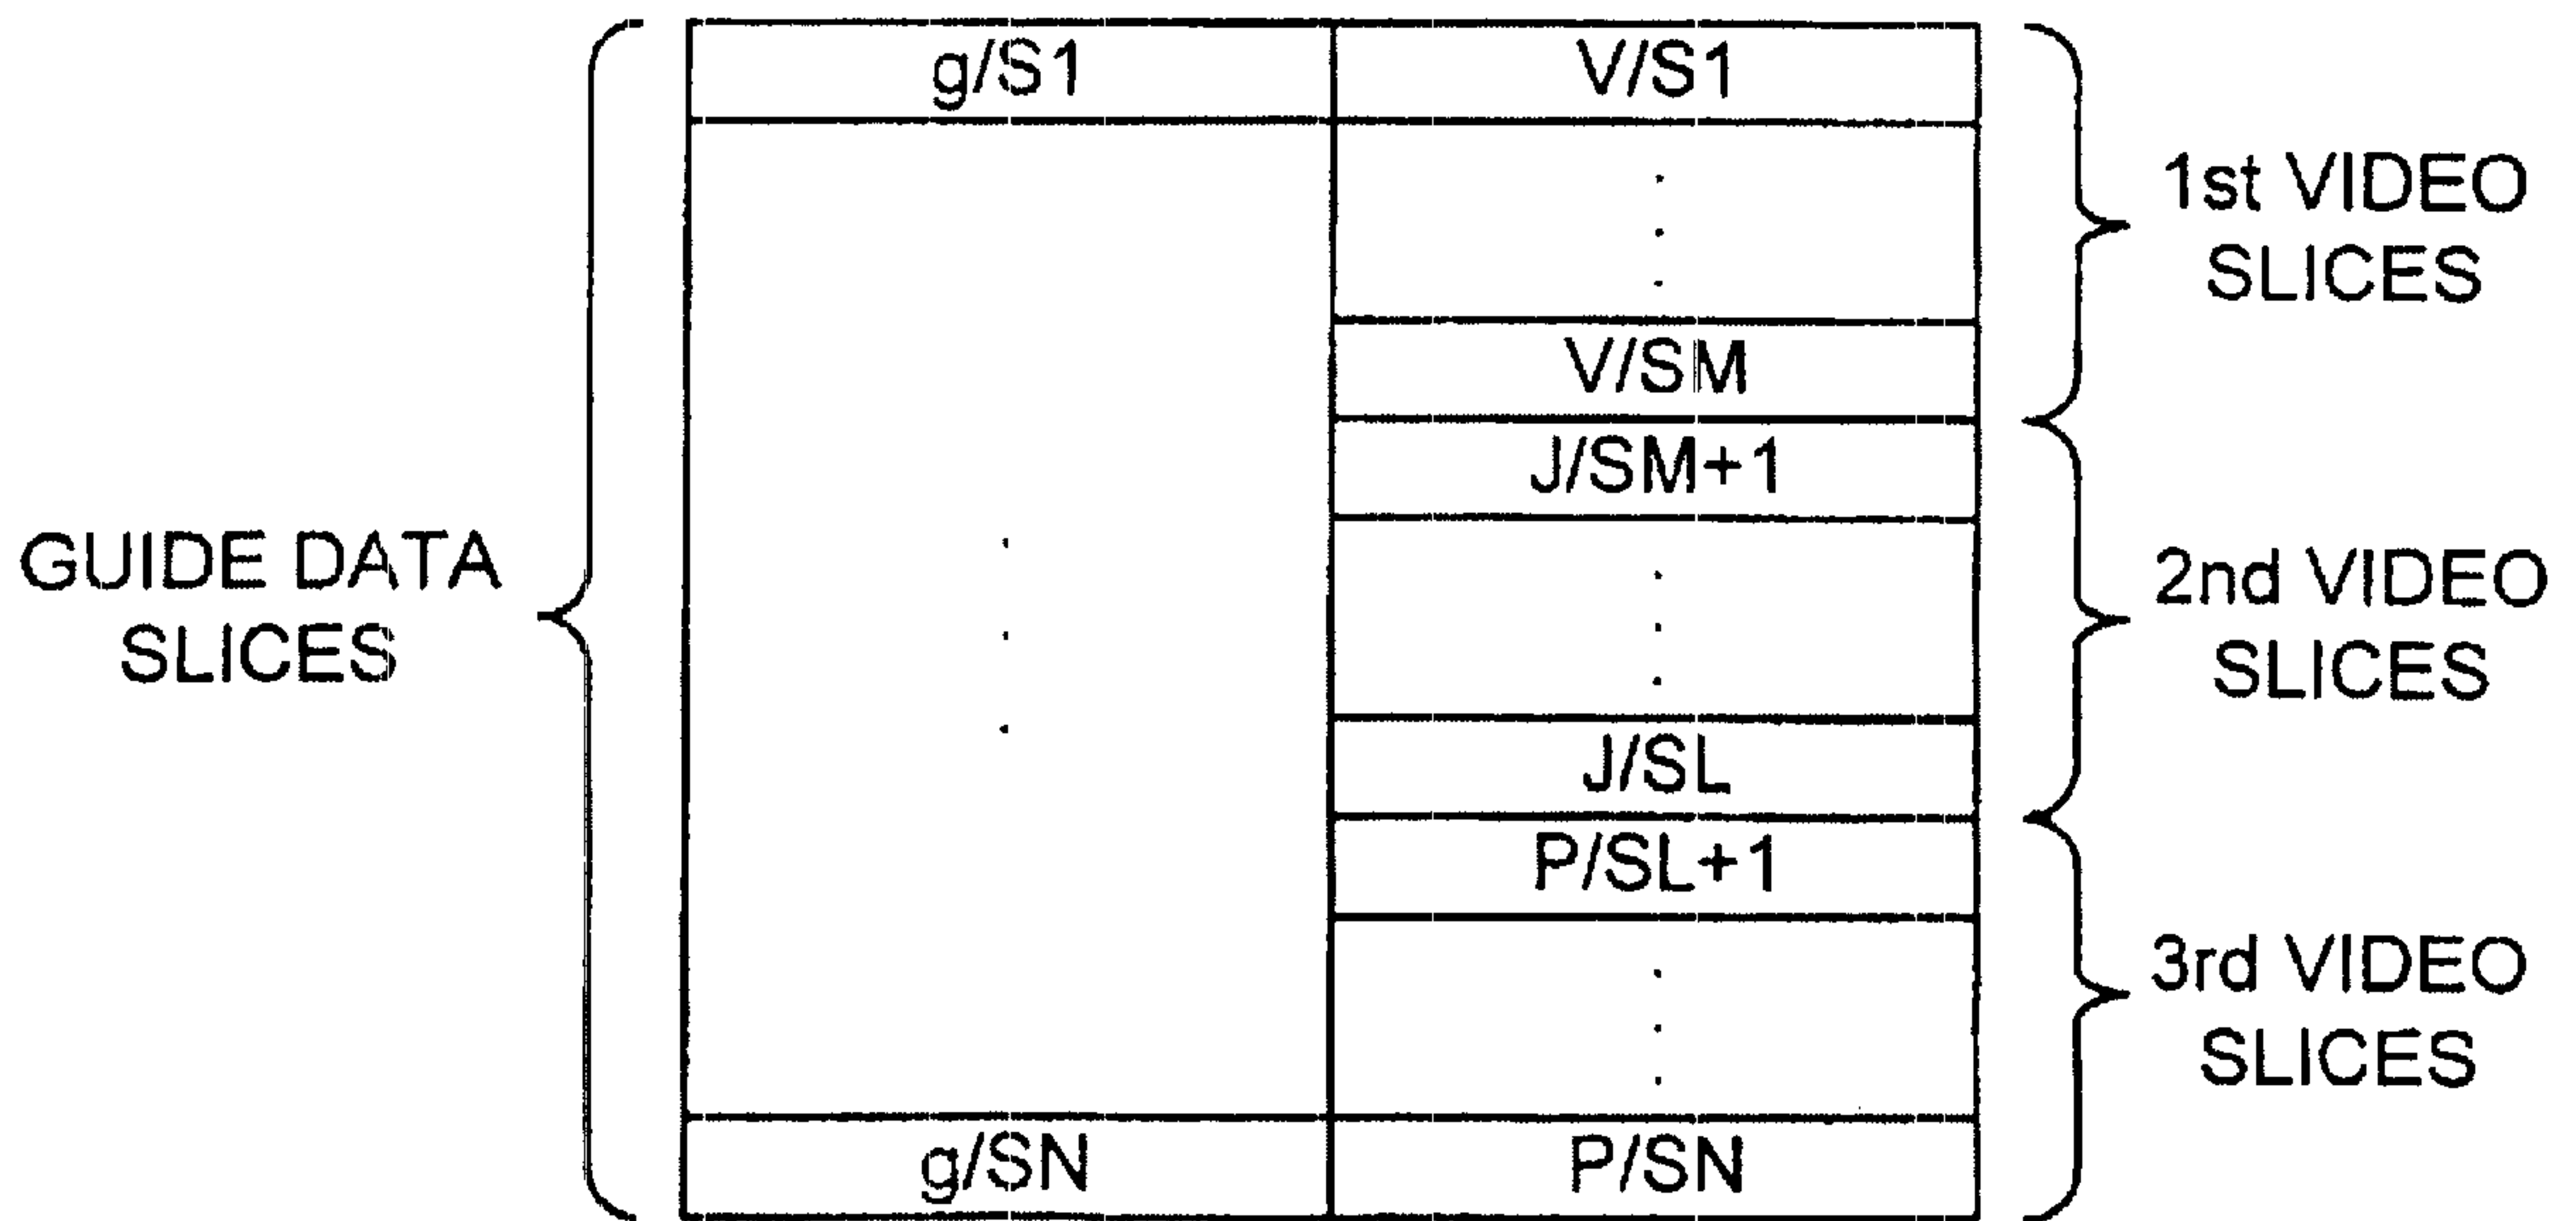 GUIDE DATA
SLICES
g/S1
g/SN
V/S1
V/SM
J/SM+1
J/SL
P/SL+1
P/SN
1st VIDEO
SLICES
2nd VIDEO
SLICES
3rd VIDEO
SLICES